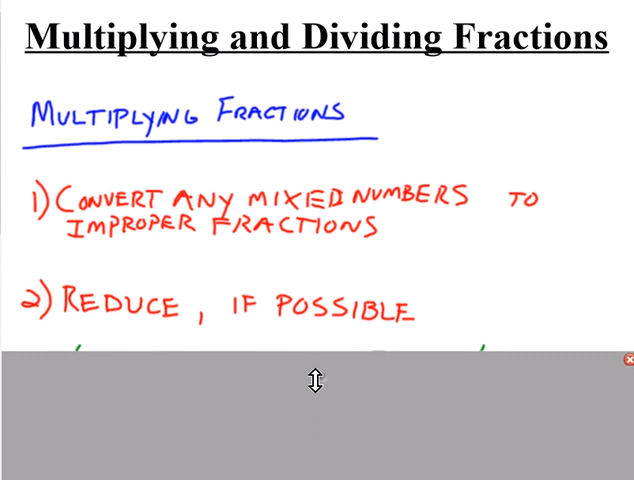 Multiplying and Dividing Fractions
MULTIPLYING FRACTIONS
1) CONVERT ANY MIXED NUMBERS TO
IMPROPER FRACTIONS
2) REDUCE, IF POSSIBLE